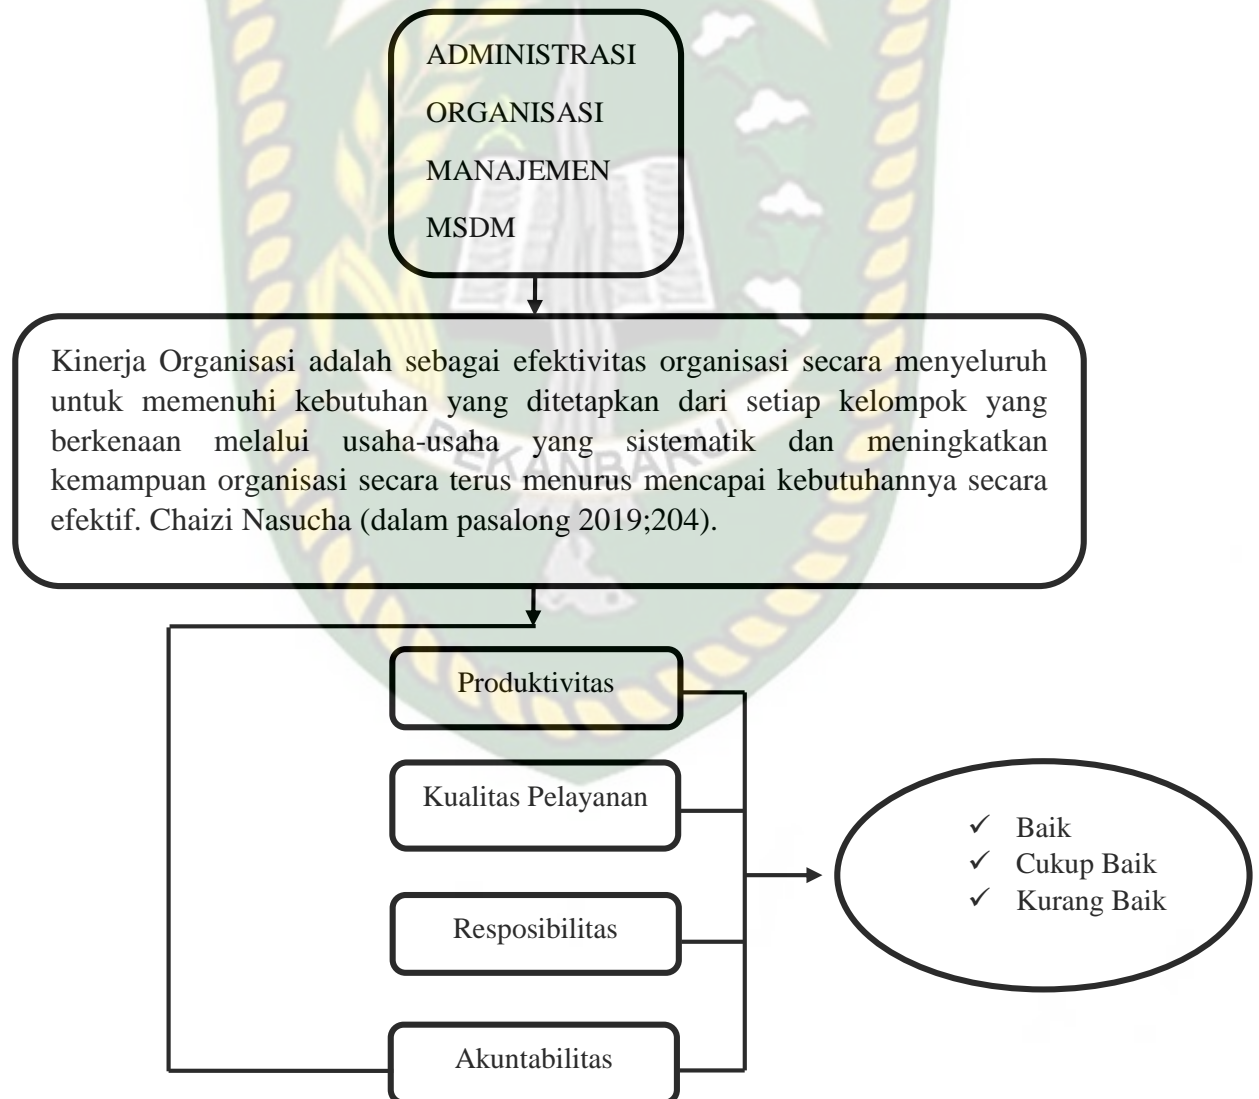 ADMINISTRASI
ORGANISASI
MANAJEMEN
MSDM
Kinerja Organisasi adalah sebagai efektivitas organisasi secara menyeluruh
untuk memenuhi kebutuhan yang ditetapkan dari setiap kelompok yang
berkenaan melalui usaha-usaha yang sistematik dan meningkatkan
kemampuan organisasi secara terus menurus mencapai kebutuhannya secara
efektif. Chaizi Nasucha (dalam pasalong 2019;204).
PEKANBARU
Produktivitas
Kualitas Pelayanan
Resposibilitas
Akuntabilitas
✓ Baik
✓ Cukup Baik
✓ Kurang Baik